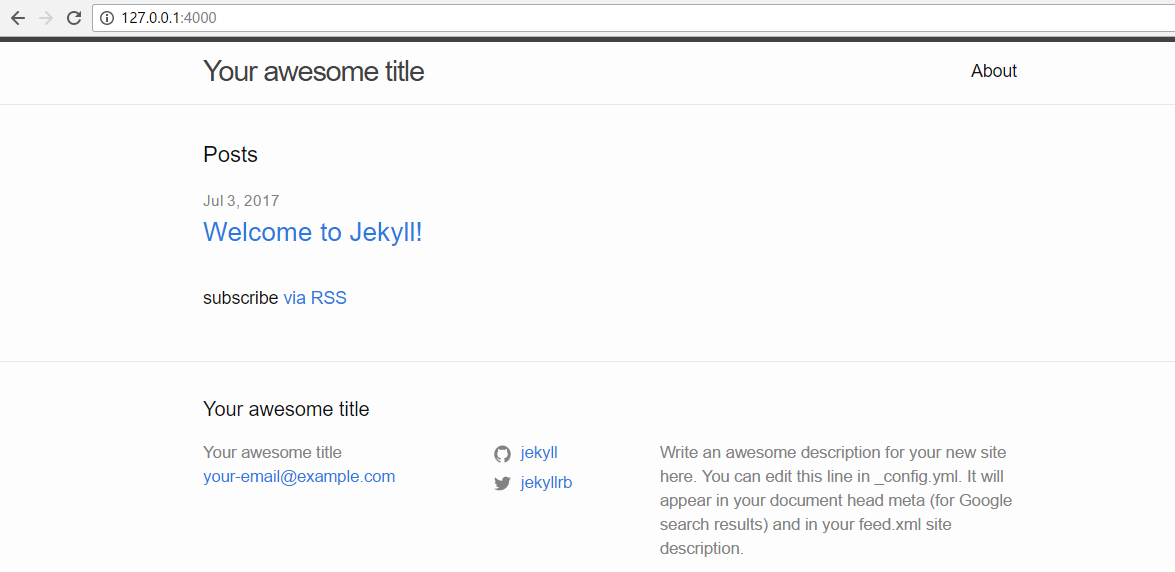 127.0.0.1:4000
Your awesome title
About
Posts
Jul 3, 2017
Welcome to Jekyll!
subscribe via RSS
Your awesome title
Your awesome title
your-email@example.com
jekyll
jekyllrb
Write an awesome description for your new site
here. You can edit this line in _config.yml. It will
appear in your document head meta (for Google
search results) and in your feed.xml site
description.